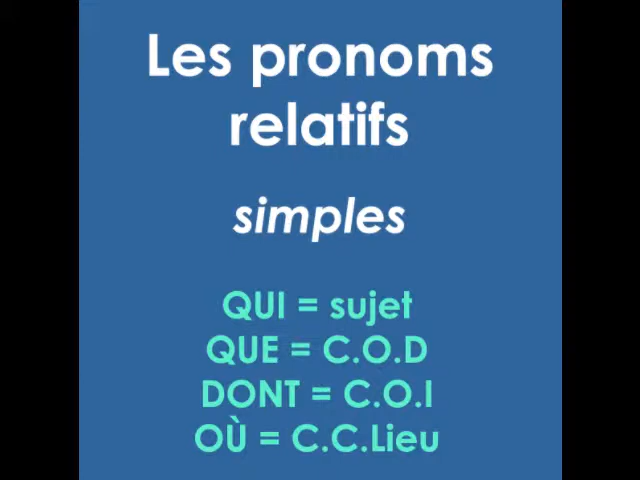 Les pronoms
relatifs
simples
QUI = sujet
QUE = C.O.D
DONT = C.O.I
OÙ = C.C.Lieu